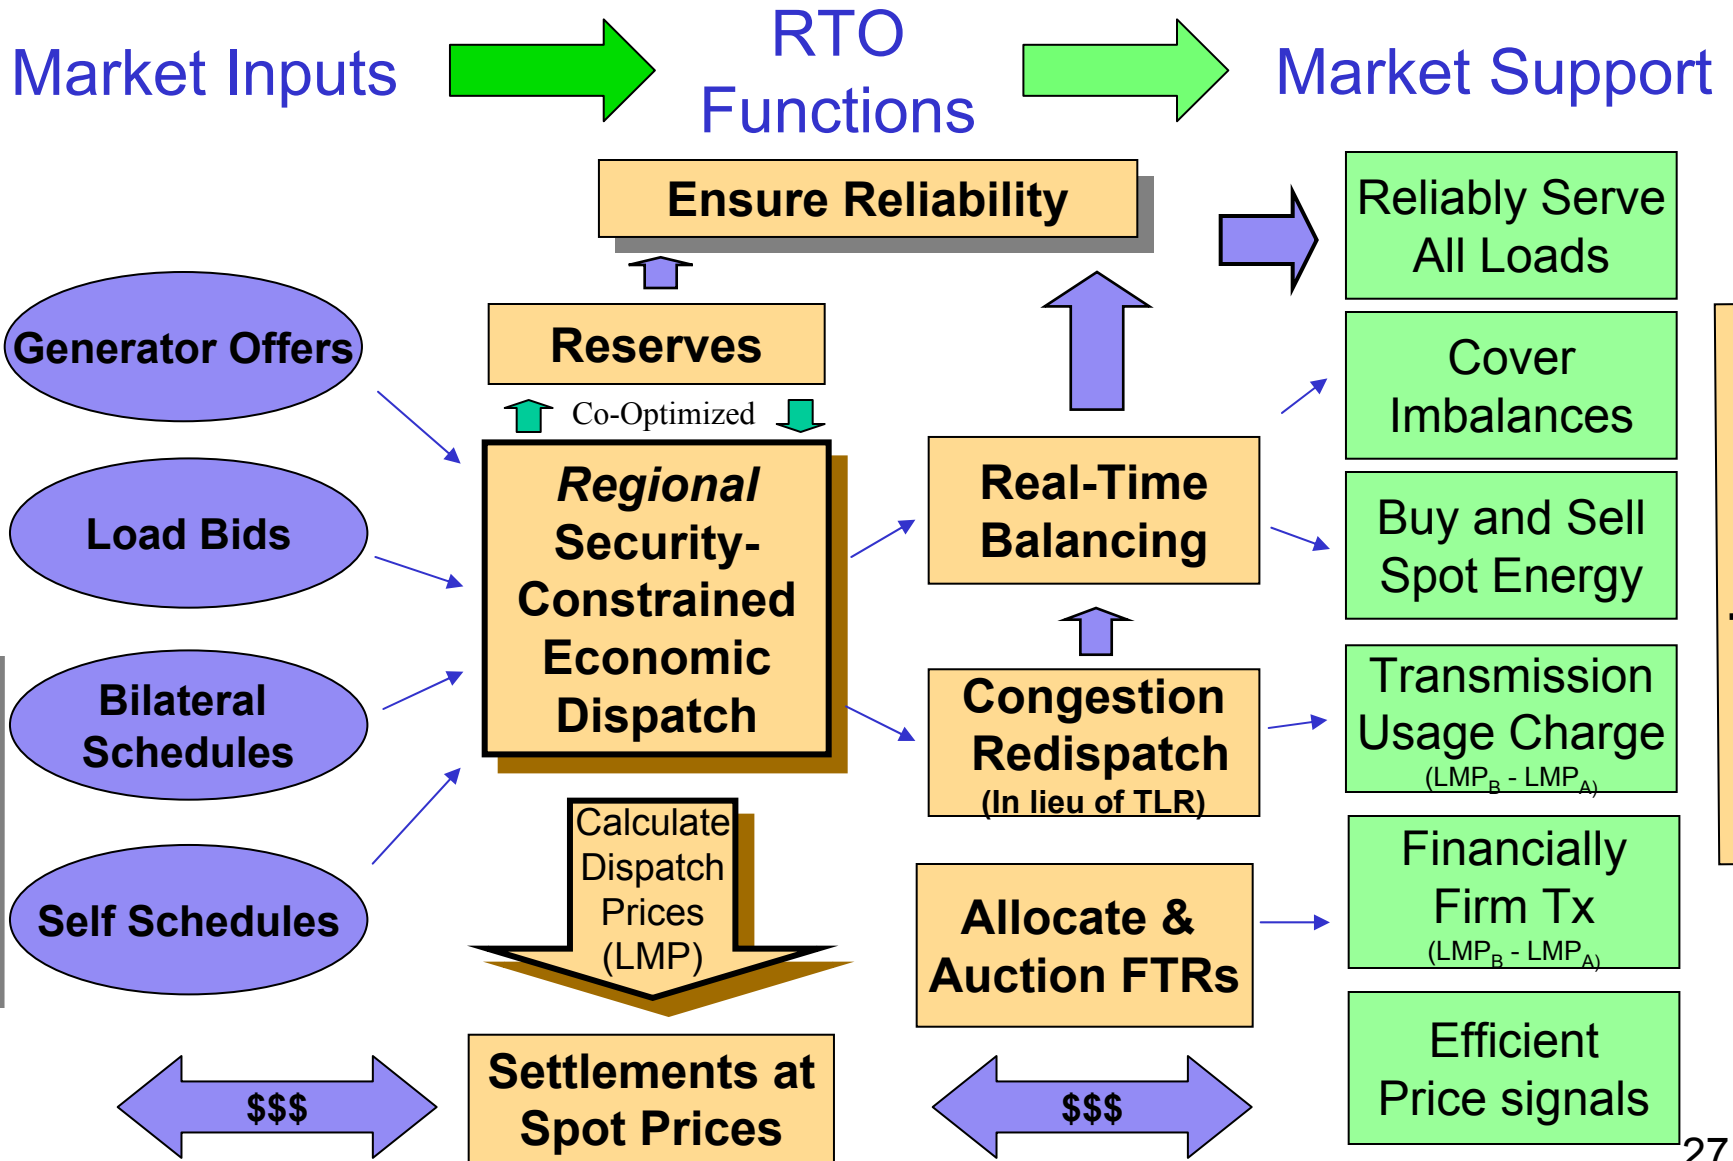 Market Inputs
RTO
Functions
Market Support
Ensure Reliability
Reserves
Co-Optimized
Generator Offers
Load Bids
Bilateral
Schedules
Self Schedules
Regional
Security-
Constrained
Economic
Dispatch
Calculate
Dispatch
Prices
(LMP)
Settlements at
Spot Prices
$$$
Real-Time
Balancing
Congestion
Redispatch
(In lieu of TLR)
Allocate &
Auction FTRs
$$$
Reliably Serve
All Loads
Cover
Imbalances
Buy and Sell
Spot Energy
Transmission
Usage Charge
(LMPB - LMPA)
Financially
Firm Tx
(LMPB - LMPA)
Efficient
Price signals
27